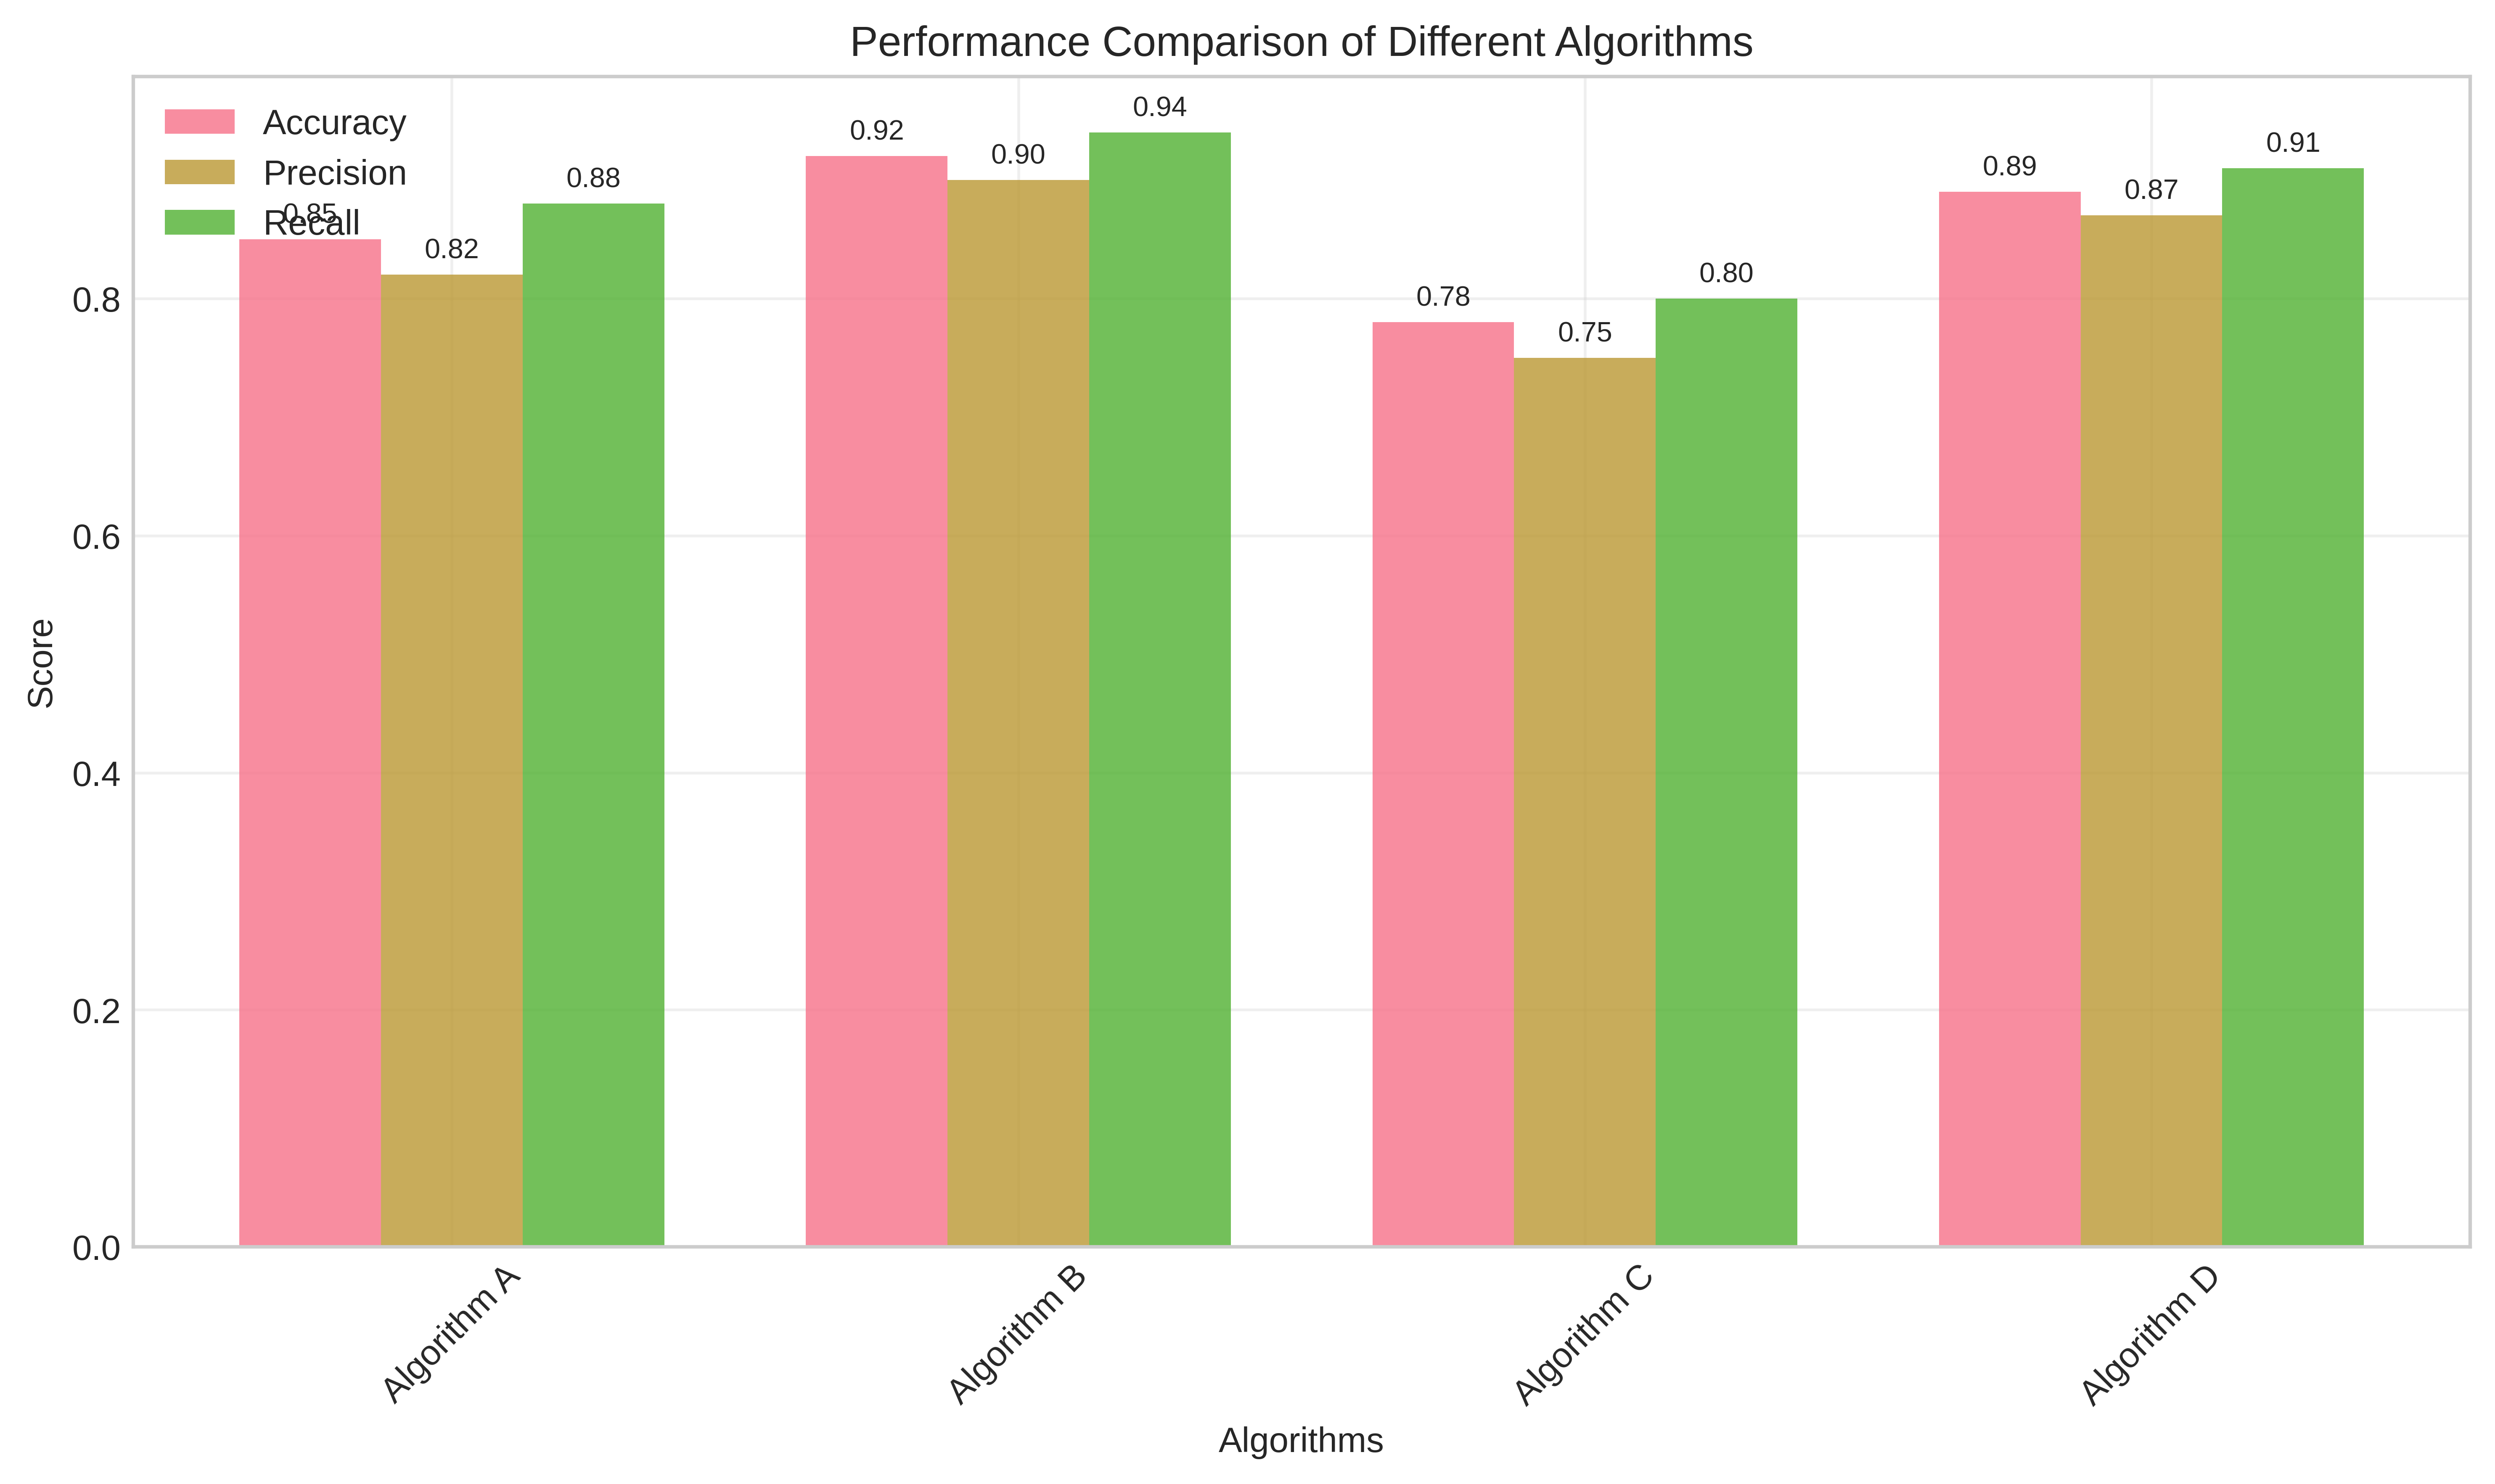 Performance Comparison of Different Algorithms
Accuracy
Precision
Recall
0.85
0.82
0.88
0.92
0.90
0.94
0.78
0.75
0.80
0.89
0.87
0.91
0.8
0.6
0.4
0.2
0.0
Score
Algorithm A
Algorithm B
Algorithm C
Algorithm D
Algorithms